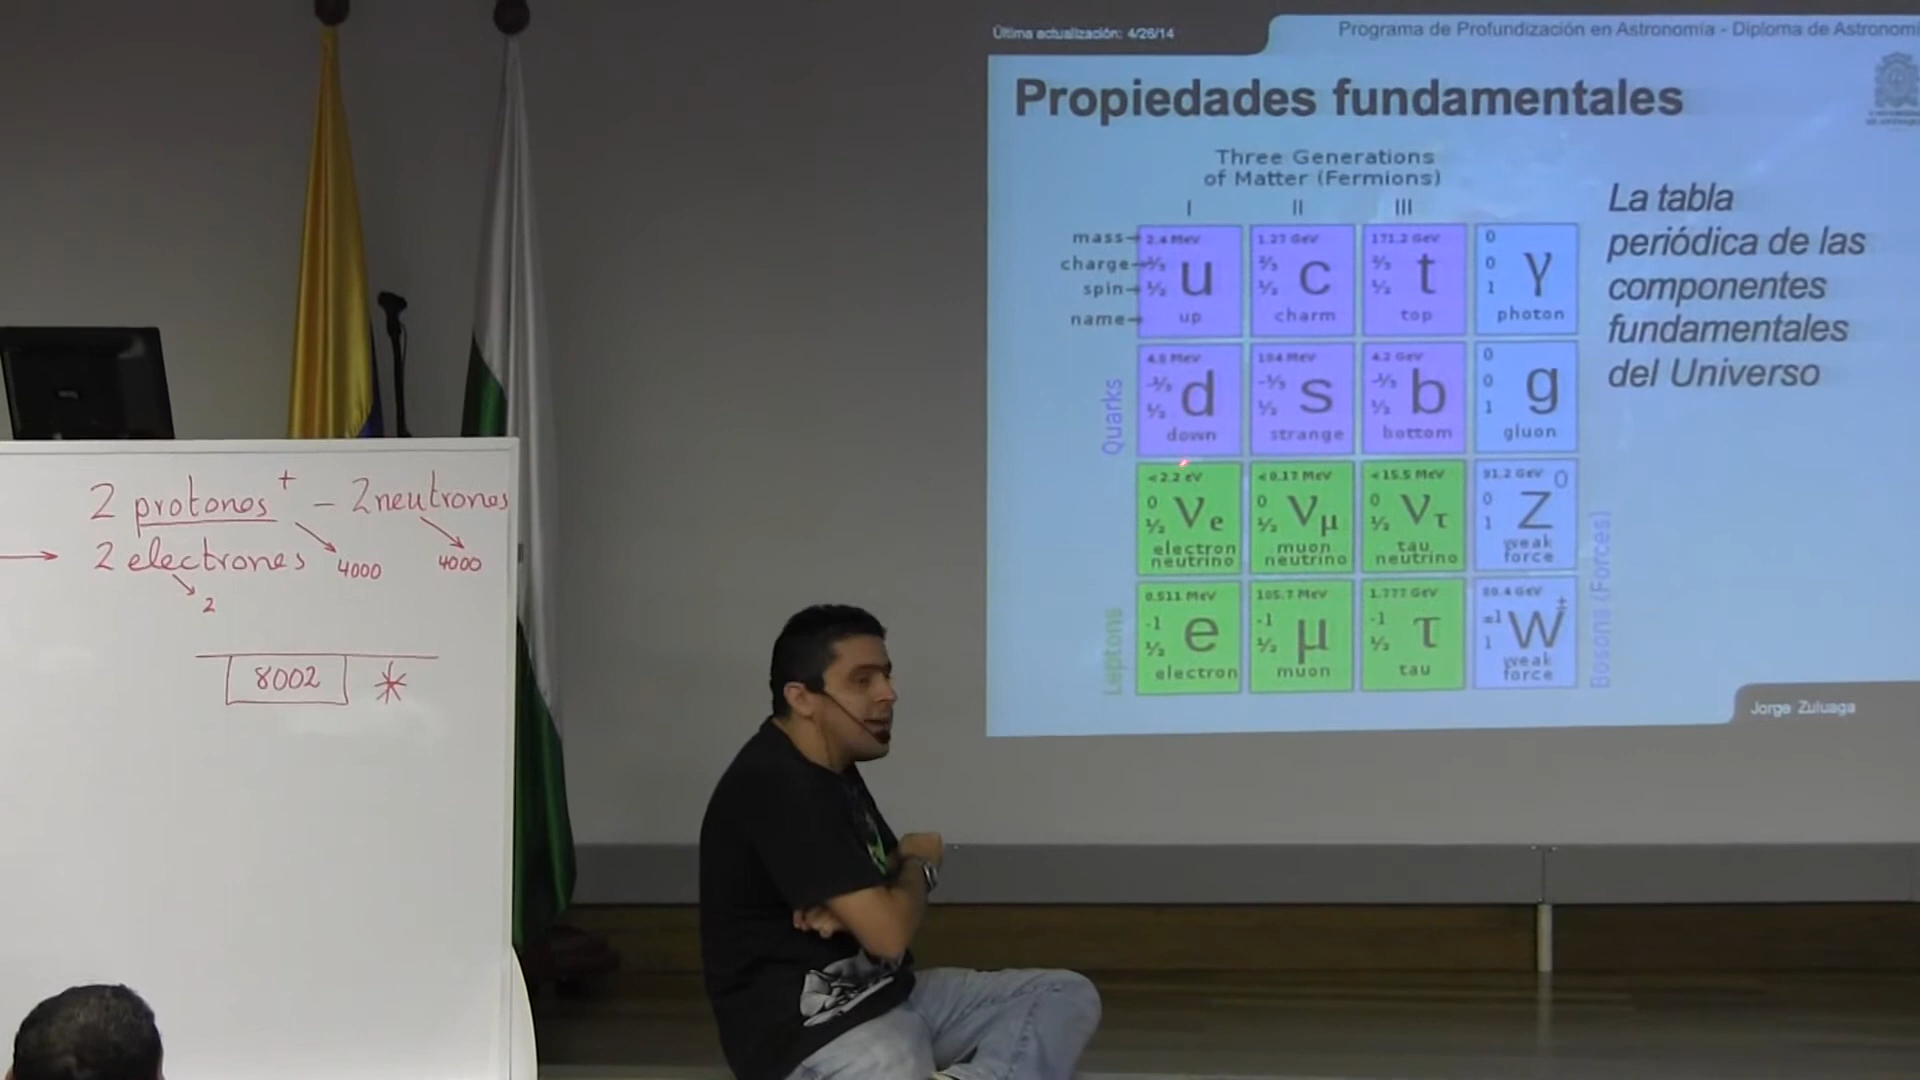 2 protonos + – 2 neutrones
→ 2 electrones 4000 4000
2
8002 *
Última actualización: 4/26/14
Programa de Profundización en Astronomía - Diploma de Astronomí
Propiedades fundamentales
Three Generations
of Matter (Fermions)
I II III
mass→ 2.4 MeV 1.27 GeV 171.2 GeV 0
charge→ ⅔ ⅔ ⅔ 0
spin→ ½ ½ ½ 1
u c t γ
name→ up charm top photon
4.8 MeV 104 MeV 4.2 GeV 0
-⅓ -⅓ -⅓ 0
½ ½ ½ 1
d s b g
down strange bottom gluon
Quarks
<2.2 eV <0.17 MeV <15.5 MeV 91.2 GeV
0 0 0 0
½ ½ ½ 1
νe νμ ντ Z0
electron muon tau weak
neutrino neutrino neutrino force
0.511 MeV 105.7 MeV 1.777 GeV 80.4 GeV
-1 -1 -1 ±1
½ ½ ½ 1
e μ τ W±
electron muon tau weak
force
Leptons
Bosons (Forces)
La tabla
periódica de las
componentes
fundamentales
del Universo
Jorge Zuluaga